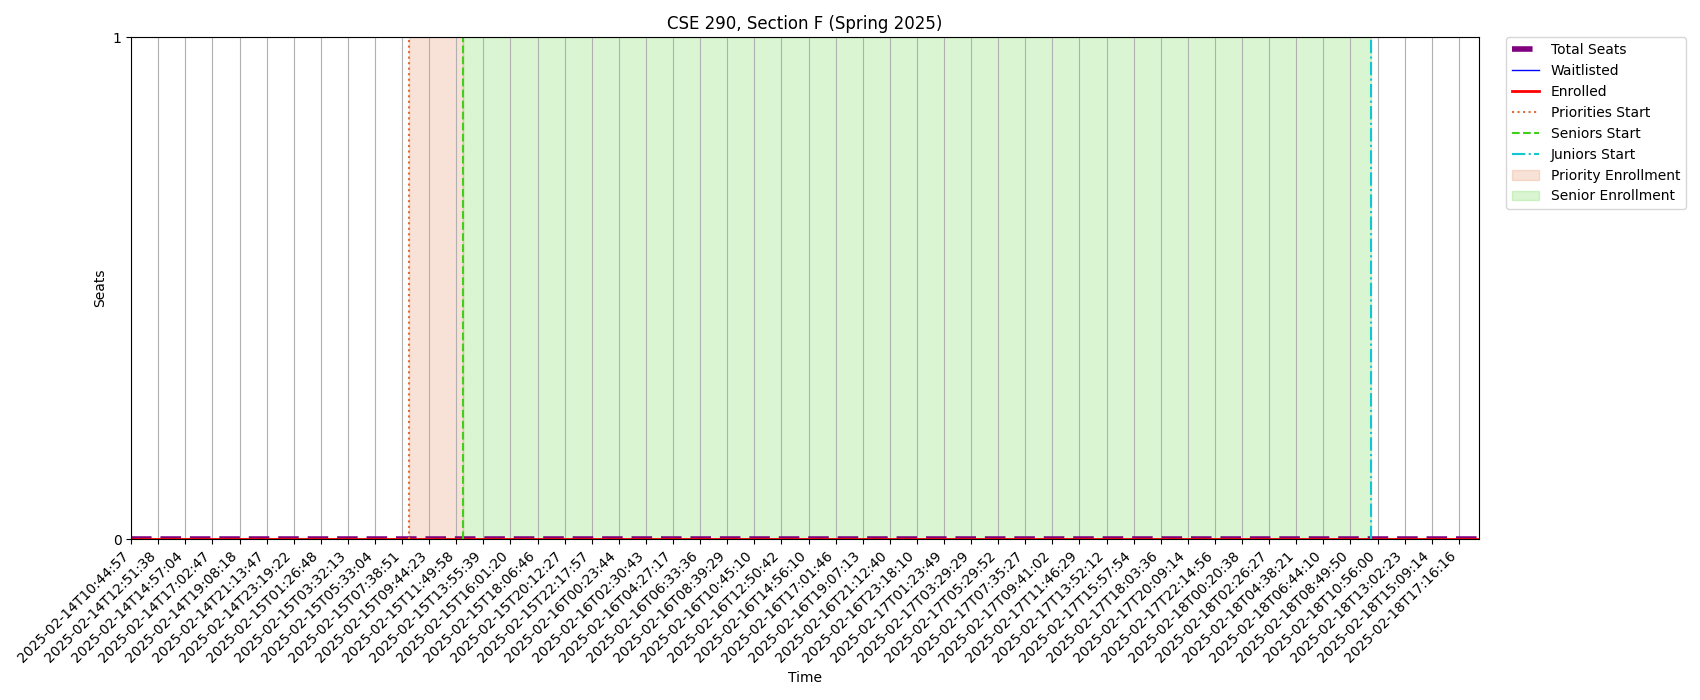 CSE 290, Section F (Spring 2025)
1
0
Seats
Total Seats
Waitlisted
Enrolled
Priorities Start
Seniors Start
Juniors Start
Priority Enrollment
Senior Enrollment
2025-02-14T10:44:57
2025-02-14T12:51:38
2025-02-14T14:57:04
2025-02-14T17:02:47
2025-02-14T19:08:18
2025-02-14T21:13:47
2025-02-14T23:19:22
2025-02-15T01:26:48
2025-02-15T03:32:13
2025-02-15T05:33:04
2025-02-15T07:38:51
2025-02-15T09:44:23
2025-02-15T11:49:58
2025-02-15T13:55:39
2025-02-15T16:01:20
2025-02-15T18:06:46
2025-02-15T20:12:27
2025-02-15T22:17:57
2025-02-16T00:23:44
2025-02-16T02:30:43
2025-02-16T04:27:17
2025-02-16T06:33:36
2025-02-16T08:39:29
2025-02-16T10:45:10
2025-02-16T12:50:42
2025-02-16T14:56:10
2025-02-16T17:01:46
2025-02-16T19:07:13
2025-02-16T21:12:40
2025-02-16T23:18:10
2025-02-17T01:23:49
2025-02-17T03:29:29
2025-02-17T05:29:52
2025-02-17T07:35:27
2025-02-17T09:41:02
2025-02-17T11:46:29
2025-02-17T13:52:12
2025-02-17T15:57:54
2025-02-17T18:03:36
2025-02-17T20:09:14
2025-02-17T22:14:56
2025-02-18T00:20:38
2025-02-18T02:26:27
2025-02-18T04:38:21
2025-02-18T06:44:10
2025-02-18T08:49:50
2025-02-18T10:56:00
2025-02-18T13:02:23
2025-02-18T15:09:14
2025-02-18T17:16:16
Time